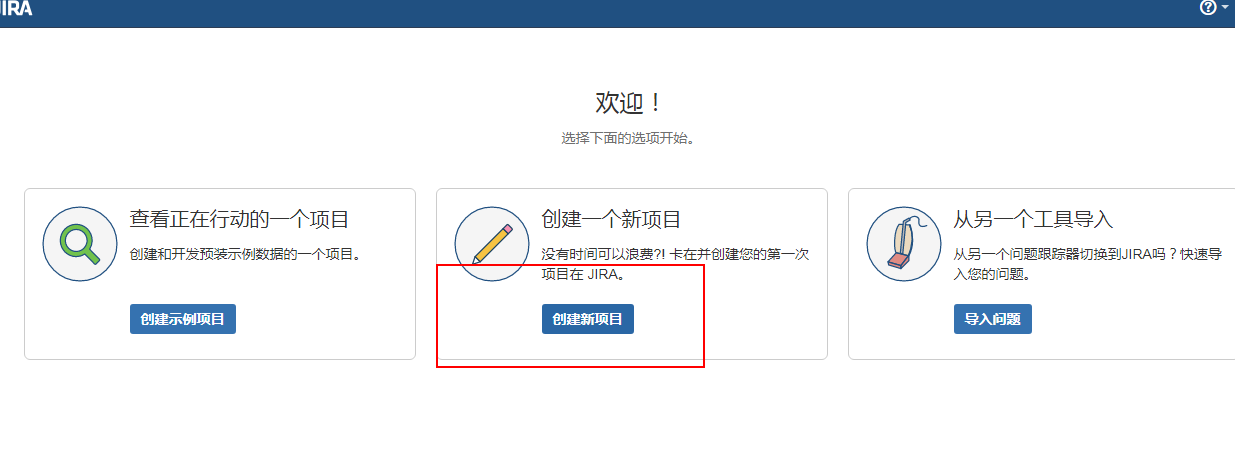 JIRA
欢迎！
选择下面的选项开始。
查看正在行动的一个项目
创建和开发预装示例数据的一个项目。
创建示例项目
创建一个新项目
没有时间可以浪费?! 卡在并创建您的第一次
项目在 JIRA。
创建新项目
从另一个工具导入
从另一个问题跟踪器切换到JIRA吗？快速导
入您的问题。
导入问题